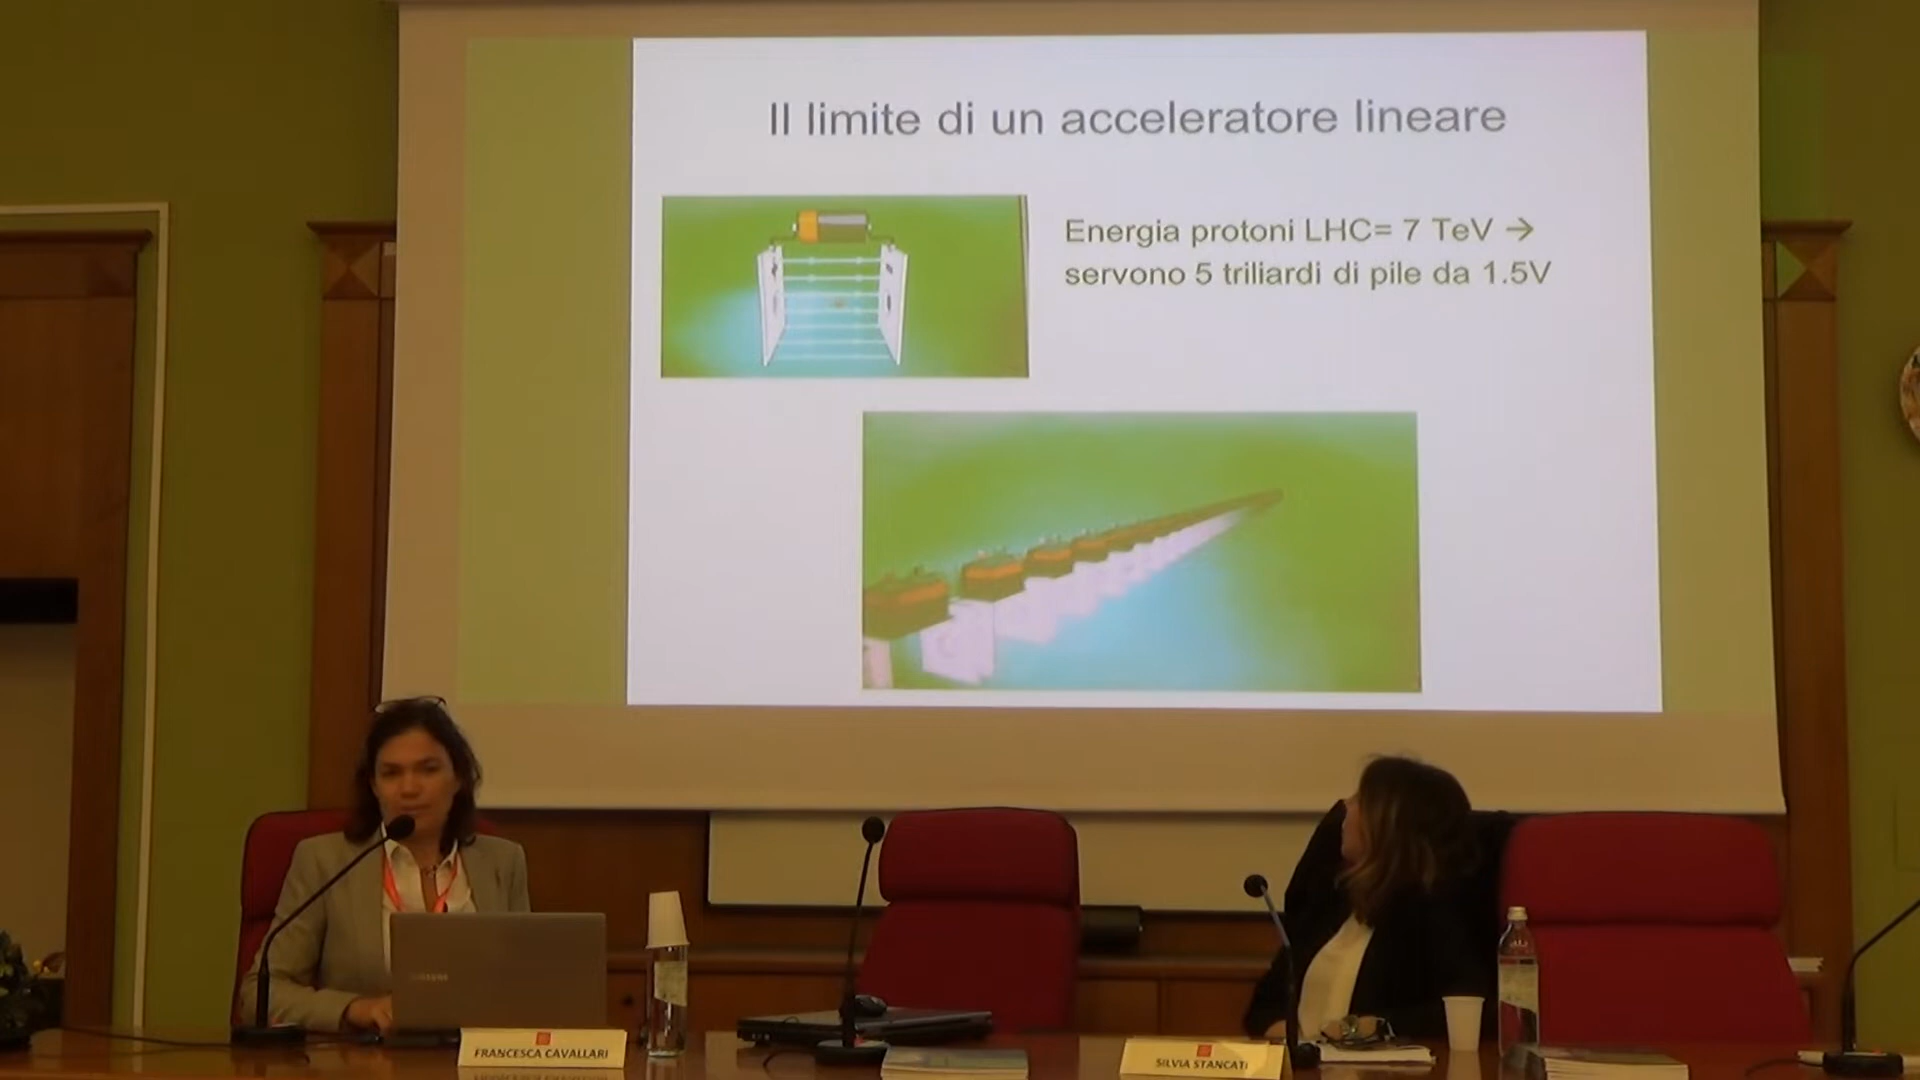 Il limite di un acceleratore lineare
Energia protoni LHC= 7 TeV →
servono 5 triliardi di pile da 1.5V
FRANCESCA CAVALLARI
SILVIA STANCATI